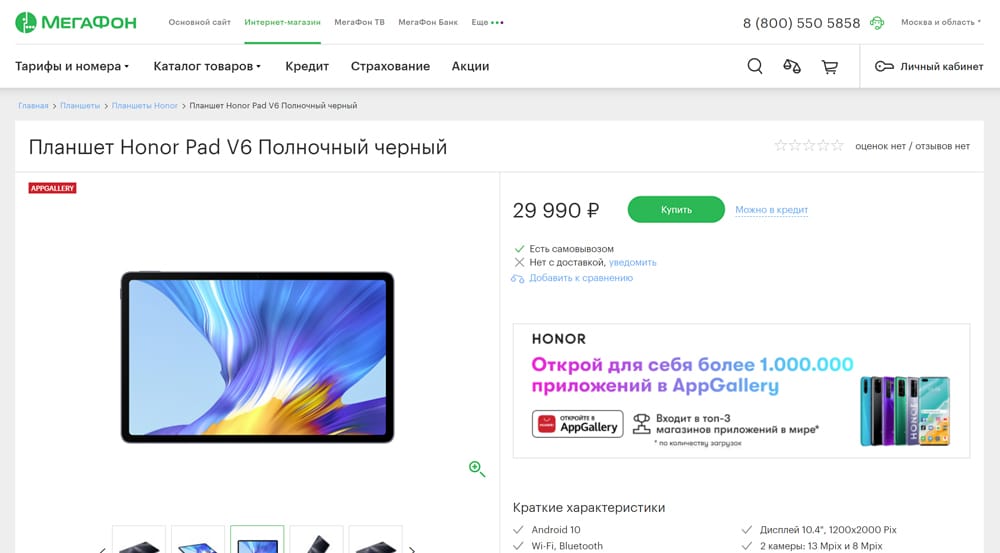 МЕГАФОН
Основной сайт Интернет-магазин МегаФон ТВ МегаФон Банк Еще
8 (800) 550 5858
Москва и область
Тарифы и номера Каталог товаров Кредит Страхование Акции
Личный кабинет
Главная > Планшеты > Планшеты Honor > Планшет Honor Pad V6 Полночный черный
Планшет Honor Pad V6 Полночный черный
оценок нет / отзывов нет
APPGALLERY
29 990 ₽
Купить
Можно в кредит
Есть самовывозом
Нет с доставкой, уведомить
Добавить к сравнению
HONOR
Открой для себя более 1.000.000
приложений в AppGallery
ОТКРОЙТЕ В
AppGallery
Входит в топ-3
магазинов приложений в мире*
* по количеству загрузок
HONOR
Краткие характеристики
Android 10
Дисплей 10.4", 1200x2000 Pix
Wi-Fi, Bluetooth
2 камеры: 13 Mpix и 8 Mpix